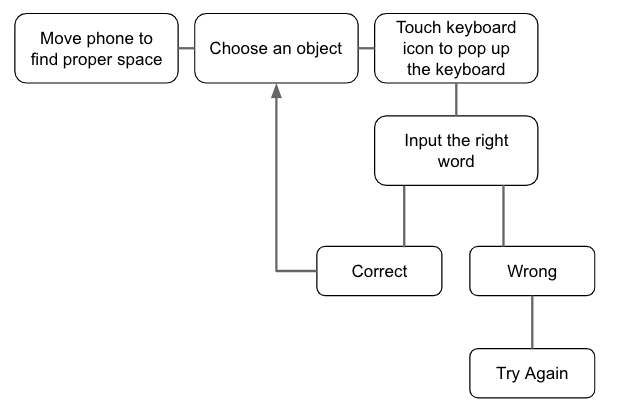 Move phone to
find proper space
Choose an object
Touch keyboard
icon to pop up
the keyboard
Input the right
word
Correct
Wrong
Try Again